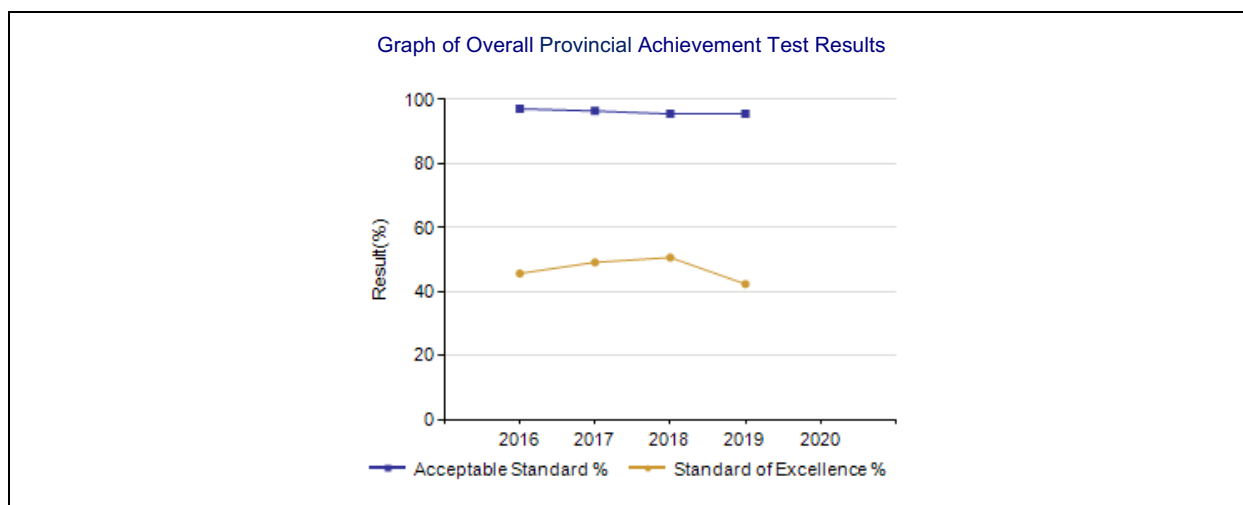 Graph of Overall Provincial Achievement Test Results
100
80
60
40
20
0
Result(%)
2016 2017 2018 2019 2020
Acceptable Standard % Standard of Excellence %